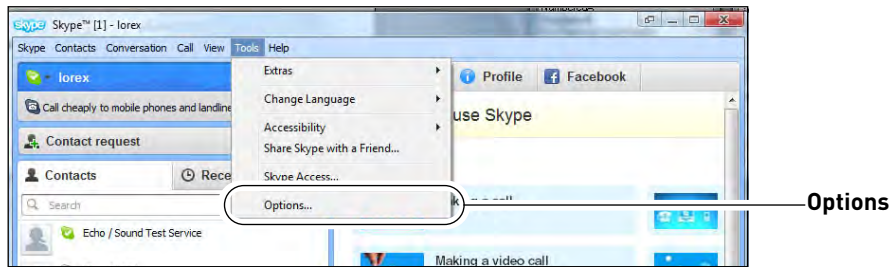 Skype™ [1] - lorex
Skype Contacts Conversation Call View Tools Help
lorex
Call cheaply to mobile phones and landline
Contact request
Contacts
Rece
Search
Echo / Sound Test Service
Extras
Change Language
Accessibility
Share Skype with a Friend...
Skype Access...
Options...
Profile
Facebook
use Skype
Making a video call
Options